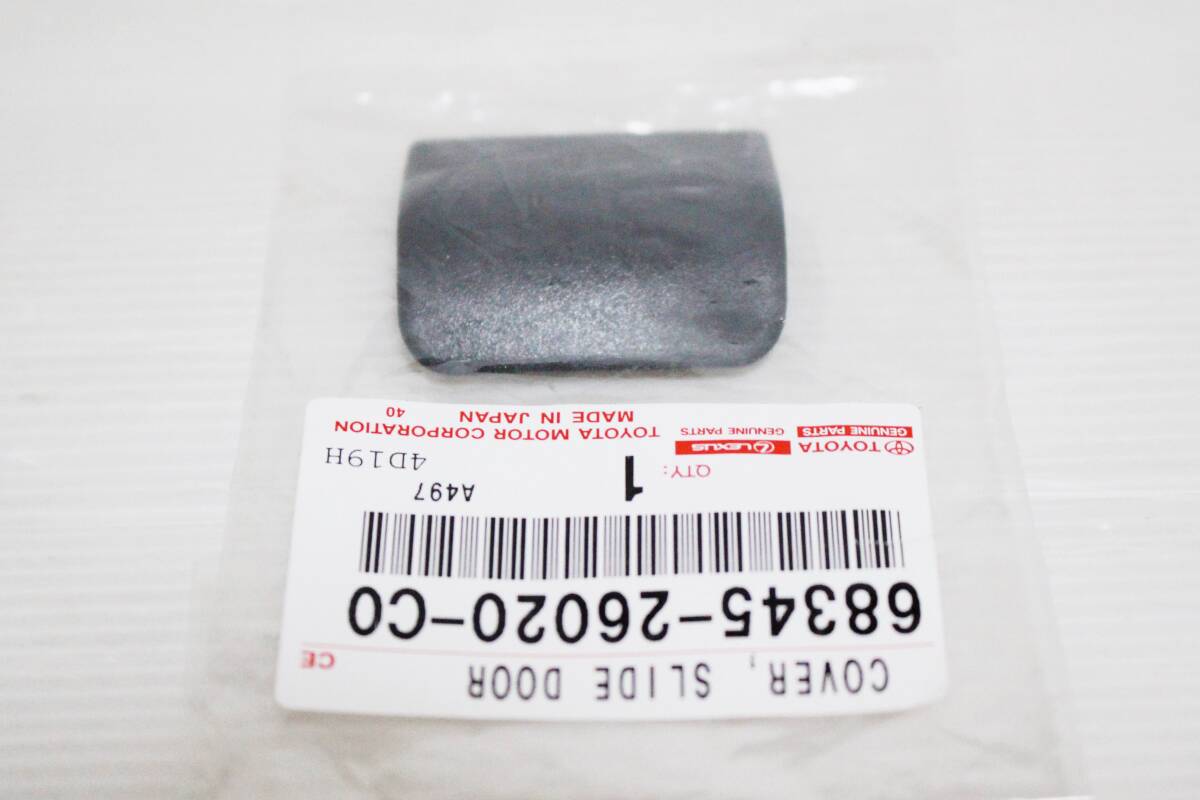 COVER, SLIDE DOOR
CE
68345-26020-C0
A497
4D19H
QTY: 1
TOYOTA GENUINE PARTS
LEXUS GENUINE PARTS
TOYOTA MOTOR CORPORATION
MADE IN JAPAN 40